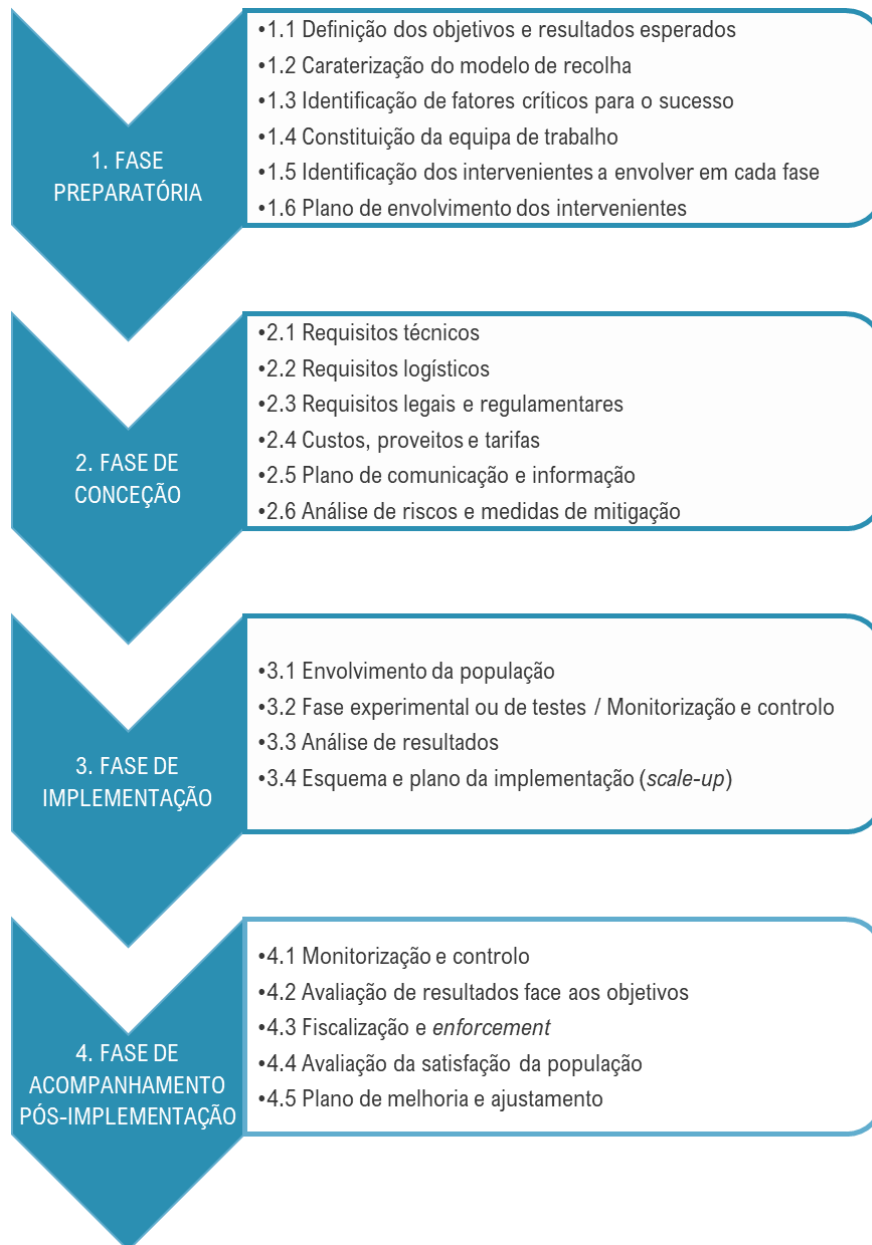 1. FASE
PREPARATÓRIA
•1.1 Definição dos objetivos e resultados esperados
•1.2 Caraterização do modelo de recolha
•1.3 Identificação de fatores críticos para o sucesso
•1.4 Constituição da equipa de trabalho
•1.5 Identificação dos intervenientes a envolver em cada fase
•1.6 Plano de envolvimento dos intervenientes
2. FASE DE
CONCEÇÃO
•2.1 Requisitos técnicos
•2.2 Requisitos logísticos
•2.3 Requisitos legais e regulamentares
•2.4 Custos, proveitos e tarifas
•2.5 Plano de comunicação e informação
•2.6 Análise de riscos e medidas de mitigação
3. FASE DE
IMPLEMENTAÇÃO
•3.1 Envolvimento da população
•3.2 Fase experimental ou de testes / Monitorização e controlo
•3.3 Análise de resultados
•3.4 Esquema e plano da implementação (scale-up)
4. FASE DE
ACOMPANHAMENTO
PÓS-IMPLEMENTAÇÃO
•4.1 Monitorização e controlo
•4.2 Avaliação de resultados face aos objetivos
•4.3 Fiscalização e enforcement
•4.4 Avaliação da satisfação da população
•4.5 Plano de melhoria e ajustamento